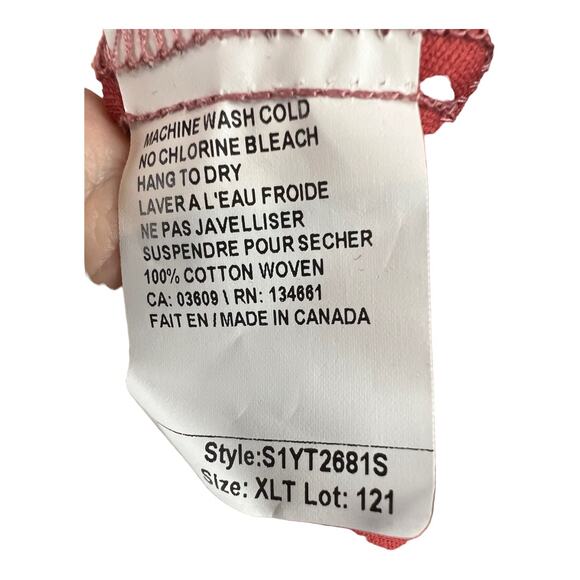 MACHINE WASH COLD
NO CHLORINE BLEACH
HANG TO DRY
LAVER A L'EAU FROIDE
NE PAS JAVELLISER
SUSPENDRE POUR SECHER
100% COTTON WOVEN
CA: 03609 \ RN: 134661
FAIT EN / MADE IN CANADA
Style:S1YT2681S
Size: XLT Lot: 121